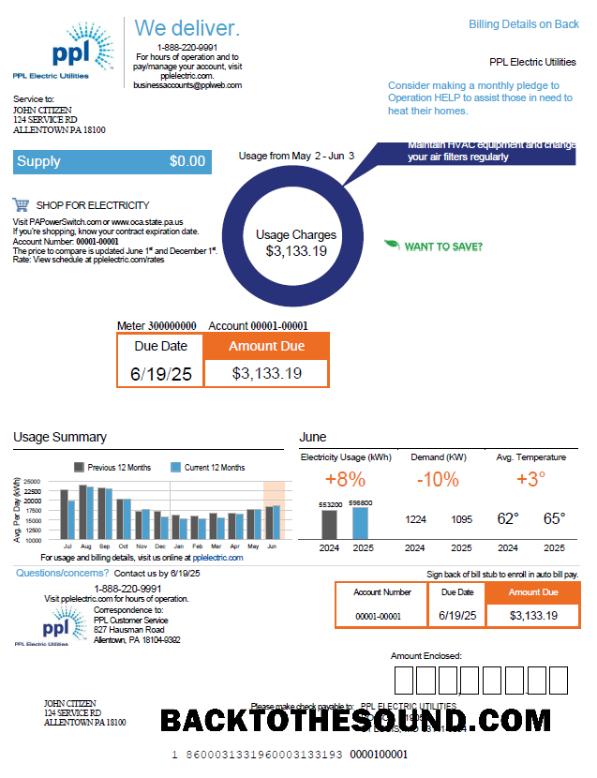 We deliver.
1-888-220-9991
For hours of operation and to
pay/manage your account, visit
pplelectric.com.
businessaccounts@pplweb.com
ppl
PPL Electric Utilities
Billing Details on Back
PPL Electric Utilities
Consider making a monthly pledge to
Operation HELP to assist those in need to
heat their homes.
Service to:
JOHN CITIZEN
124 SERVICE RD
ALLENTOWN PA 18100
Supply $0.00
Usage from May 2 - Jun 3
Maintain HVAC equipment and change
your air filters regularly
SHOP FOR ELECTRICITY
Visit PAPowerSwitch.com or www.oca.state.pa.us
If you're shopping, know your contract expiration date.
Account Number: 00001-00001
The price to compare is updated June 1st and December 1st.
Rate: View schedule at pplelectric.com/rates
Usage Charges
$3,133.19
WANT TO SAVE?
Meter 300000000 Account 00001-00001
Due Date Amount Due
6/19/25 $3,133.19
Usage Summary
Previous 12 Months Current 12 Months
Avg. Per Day (kWh)
25000
22500
20000
17500
15000
12500
10000
Jul Aug Sep Oct Nov Dec Jan Feb Mar Apr May Jun
For usage and billing details, visit us online at pplelectric.com
June
Electricity Usage (kWh) Demand (KW) Avg. Temperature
+8% -10% +3°
553200 596800 1224 1095 62° 65°
2024 2025 2024 2025 2024 2025
Questions/concerns? Contact us by 6/19/25
1-888-220-9991
Visit pplelectric.com for hours of operation.
Correspondence to:
PPL Customer Service
827 Hausman Road
Allentown, PA 18104-9392
ppl
PPL Electric Utilities
Sign back of bill stub to enroll in auto bill pay.
Account Number Due Date Amount Due
00001-00001 6/19/25 $3,133.19
Amount Enclosed:
JOHN CITIZEN
124 SERVICE RD
ALLENTOWN PA 18100
Please make check payable to: PPL ELECTRIC UTILITIES
BACKTOTHESOUND.COM
1 8600031331960003133193 0000100001